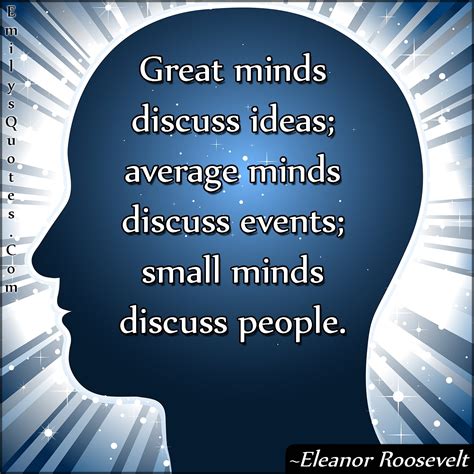 EmilysQuotes.Com
Great minds
discuss ideas;
average minds
discuss events;
small minds
discuss people.
~Eleanor Roosevelt